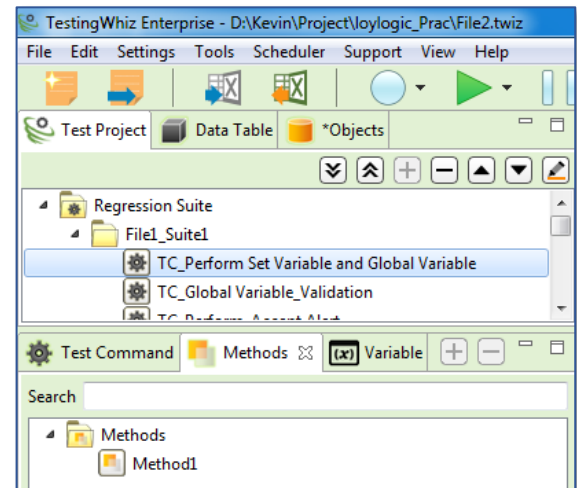 TestingWhiz Enterprise - D:\Kevin\Project\loylogic_Prac\File2.twiz
File Edit Settings Tools Scheduler Support View Help
Test Project Data Table *Objects
Regression Suite
File1_Suite1
TC_Perform Set Variable and Global Variable
TC_Global Variable_Validation
TC_Perform_Accept Alert
Test Command Methods (x) Variable
Search
Methods
Method1